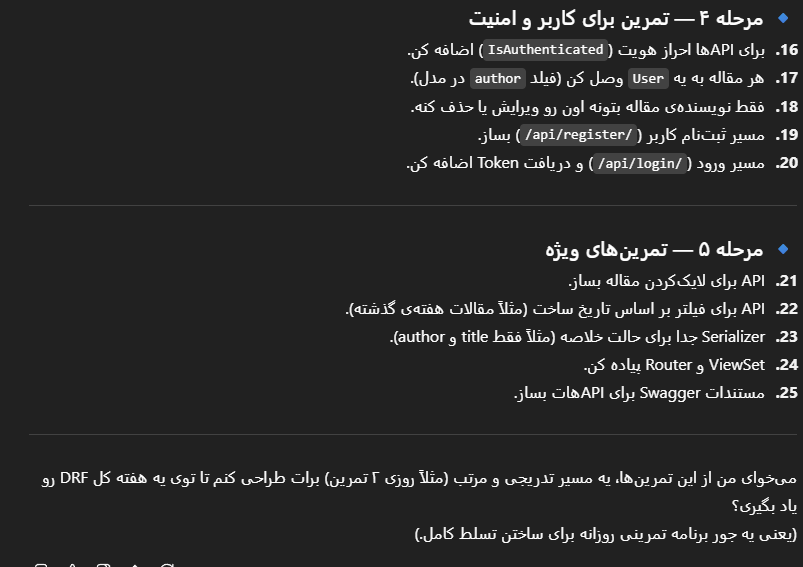 مرحله ۴ — تمرین برای کاربر و امنیت
16. برای APIها احراز هویت (IsAuthenticated) اضافه کن.
17. هر مقاله به یه User وصل کن (فیلد author در مدل).
18. فقط نویسنده‌ی مقاله بتونه اون رو ویرایش یا حذف کنه.
19. مسیر ثبت‌نام کاربر (/api/register/) بساز.
20. مسیر ورود (/api/login/) و دریافت Token اضافه کن.
مرحله ۵ — تمرین‌های ویژه
21. API برای لایک‌کردن مقاله بساز.
22. API برای فیلتر بر اساس تاریخ ساخت (مثلاً مقالات هفته‌ی گذشته).
23. Serializer جدا برای حالت خلاصه (مثلاً فقط title و author).
24. ViewSet و Router پیاده کن.
25. مستندات Swagger برای APIهات بساز.
می‌خوای من از این تمرین‌ها، یه مسیر تدریجی و مرتب (مثلاً روزی ۲ تمرین) برات طراحی کنم تا توی یه هفته کل DRF رو
یاد بگیری؟
(یعنی یه جور برنامه تمرینی روزانه برای ساختن تسلط کامل.)